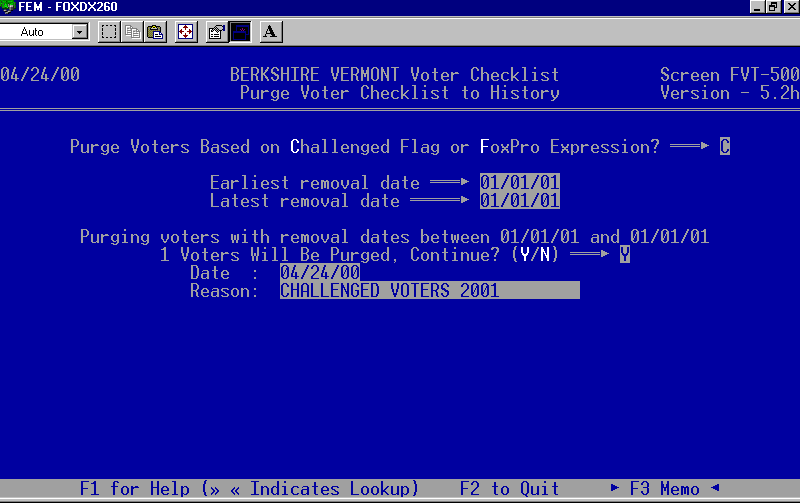 FEM - FOXDX260
Auto
A
04/24/00 BERKSHIRE VERMONT Voter Checklist Screen FVT-500
Purge Voter Checklist to History Version - 5.2h
Purge Voters Based on Challenged Flag or FoxPro Expression? ═══► C
Earliest removal date ═══► 01/01/01
Latest removal date ═════► 01/01/01
Purging voters with removal dates between 01/01/01 and 01/01/01
1 Voters Will Be Purged, Continue? (Y/N) ═══► Y
Date : 04/24/00
Reason: CHALLENGED VOTERS 2001
F1 for Help (» « Indicates Lookup) F2 to Quit ► F3 Memo ◄